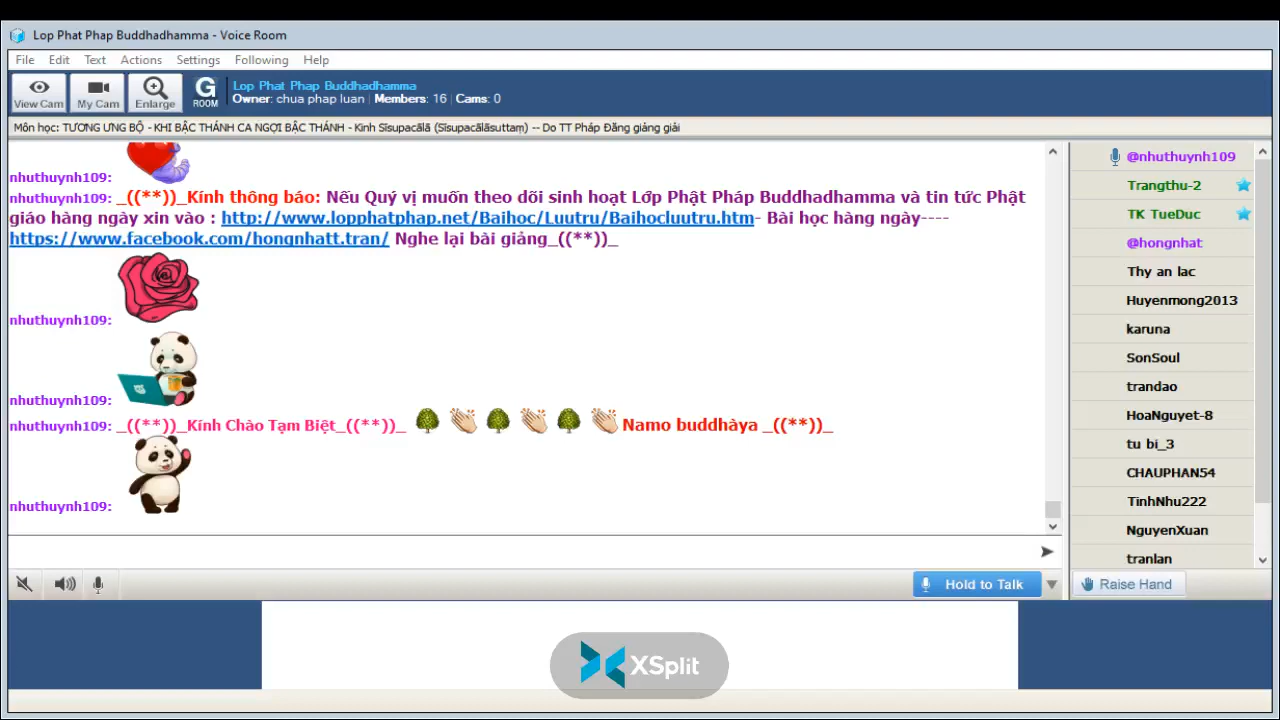 Lop Phat Phap Buddhadhamma - Voice Room
File Edit Text Actions Settings Following Help
View Cam My Cam Enlarge G ROOM
Lop Phat Phap Buddhadhamma
Owner: chua phap luan | Members: 16 | Cams: 0
Môn học: TƯƠNG ƯNG BỘ - KHI BẬC THÁNH CA NGỢI BẬC THÁNH - Kinh Sīsupacālā (Sīsupacālāsuttaṃ) -- Do TT Pháp Đăng giảng giải
nhuthuynh109:
nhuthuynh109: _((**))_Kính thông báo: Nếu Quý vị muốn theo dõi sinh hoạt Lớp Phật Pháp Buddhadhamma và tin tức Phật
giáo hàng ngày xin vào : http://www.lopphatphap.net/Baihoc/Luutru/Baihocluutru.htm- Bài học hàng ngày----
https://www.facebook.com/hongnhatt.tran/ Nghe lại bài giảng_((**))_
nhuthuynh109:
nhuthuynh109:
nhuthuynh109: _((**))_Kính Chào Tạm Biệt_((**))_ Namo buddhàya _((**))_
nhuthuynh109:
@nhuthuynh109
Trangthu-2
TK TueDuc
@hongnhat
Thy an lac
Huyenmong2013
karuna
SonSoul
trandao
HoaNguyet-8
tu bi_3
CHAUPHAN54
TinhNhu222
NguyenXuan
tranlan
Hold to Talk
Raise Hand
XSplit